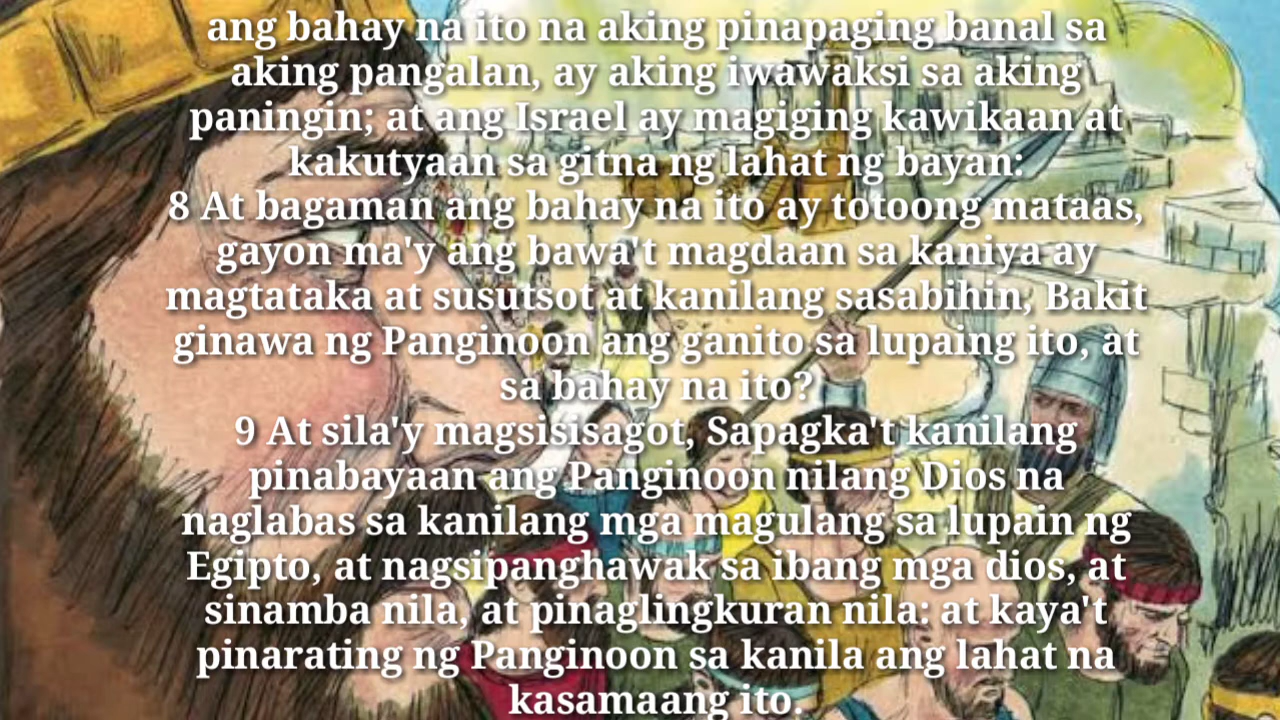 ang bahay na ito na aking pinapaging banal sa
aking pangalan, ay aking iwawaksi sa aking
paningin; at ang Israel ay magiging kawikaan at
kakutyaan sa gitna ng lahat ng bayan:
8 At bagaman ang bahay na ito ay totoong mataas,
gayon ma'y ang bawa't magdaan sa kaniya ay
magtataka at susutsot at kanilang sasabihin, Bakit
ginawa ng Panginoon ang ganito sa lupaing ito, at
sa bahay na ito?
9 At sila'y magsisisagot, Sapagka't kanilang
pinabayaan ang Panginoon nilang Dios na
naglabas sa kanilang mga magulang sa lupain ng
Egipto, at nagsipanghawak sa ibang mga dios, at
sinamba nila, at pinaglingkuran nila: at kaya't
pinarating ng Panginoon sa kanila ang lahat na
kasamaang ito.